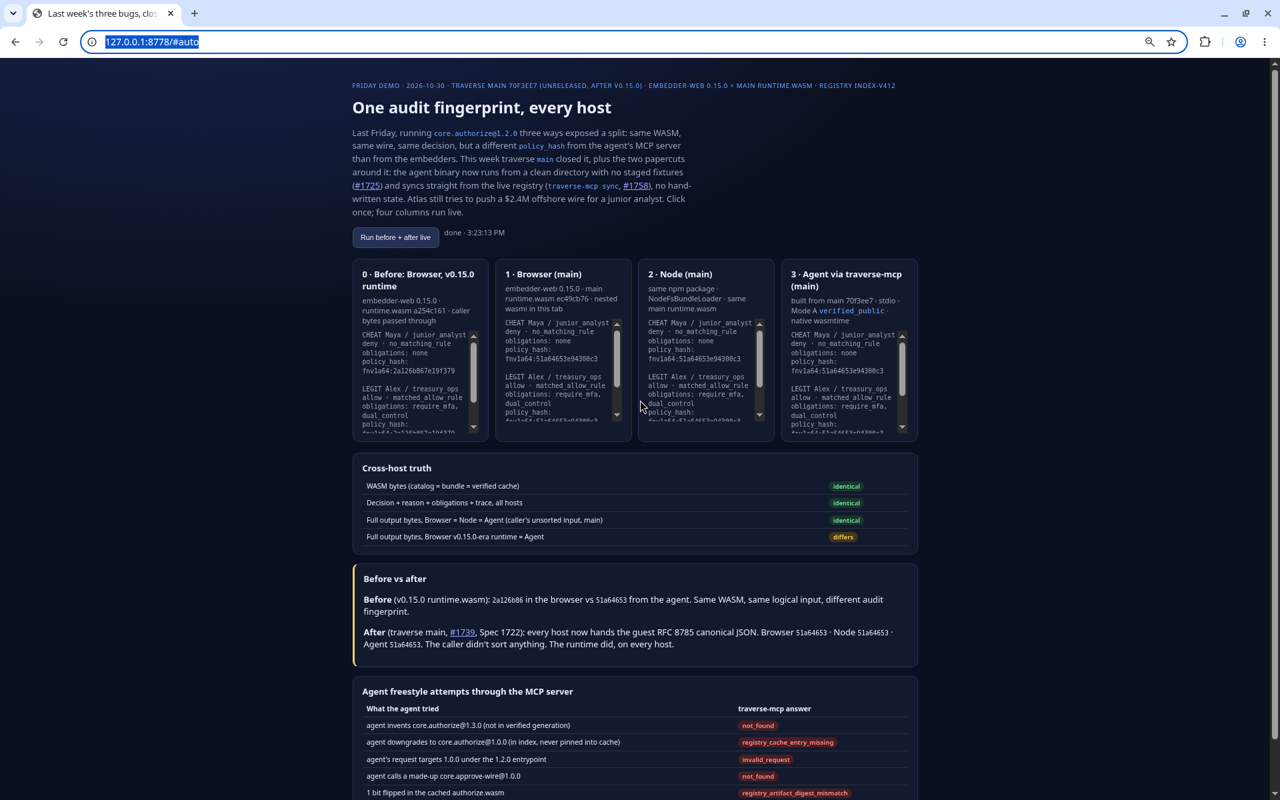 Last week's three bugs, clos
127.0.0.1:8778/#auto
FRIDAY DEMO · 2026-10-30 · TRAVERSE MAIN 70F3EE7 (UNRELEASED, AFTER V0.15.0) · EMBEDDER-WEB 0.15.0 + MAIN RUNTIME.WASM · REGISTRY INDEX-V412
One audit fingerprint, every host
Last Friday, running core.authorize@1.2.0 three ways exposed a split: same WASM,
same wire, same decision, but a different policy_hash from the agent's MCP server
than from the embedders. This week traverse main closed it, plus the two papercuts
around it: the agent binary now runs from a clean directory with no staged fixtures
(#1725) and syncs straight from the live registry (traverse-mcp sync, #1758), no hand-
written state. Atlas still tries to push a $2.4M offshore wire for a junior analyst. Click
once; four columns run live.
Run before + after live
done · 3:23:13 PM
0 · Before: Browser, v0.15.0
runtime
embedder-web 0.15.0 ·
runtime.wasm a254c161 · caller
bytes passed through
CHEAT Maya / junior_analyst
deny · no_matching_rule
obligations: none
policy_hash:
fnv1a64:2a126b867e19f379
LEGIT Alex / treasury_ops
allow · matched_allow_rule
obligations: require_mfa,
dual_control
policy_hash:
fnv1a64:2a126b867e19f379
1 · Browser (main)
embedder-web 0.15.0 · main
runtime.wasm ec49cb76 · nested
wasmi in this tab
CHEAT Maya / junior_analyst
deny · no_matching_rule
obligations: none
policy_hash:
fnv1a64:51a64653e94300c3
LEGIT Alex / treasury_ops
allow · matched_allow_rule
obligations: require_mfa,
dual_control
policy_hash:
fnv1a64:51a64653e94300c3
2 · Node (main)
same npm package ·
NodeFsBundleLoader · same
main runtime.wasm
CHEAT Maya / junior_analyst
deny · no_matching_rule
obligations: none
policy_hash:
fnv1a64:51a64653e94300c3
LEGIT Alex / treasury_ops
allow · matched_allow_rule
obligations: require_mfa,
dual_control
policy_hash:
fnv1a64:51a64653e94300c3
3 · Agent via traverse-mcp
(main)
built from main 70f3ee7 · stdio ·
Mode A verified_public ·
native wasmtime
CHEAT Maya / junior_analyst
deny · no_matching_rule
obligations: none
policy_hash:
fnv1a64:51a64653e94300c3
LEGIT Alex / treasury_ops
allow · matched_allow_rule
obligations: require_mfa,
dual_control
policy_hash:
fnv1a64:51a64653e94300c3
Cross-host truth
WASM bytes (catalog = bundle = verified cache) identical
Decision + reason + obligations + trace, all hosts identical
Full output bytes, Browser = Node = Agent (caller's unsorted input, main) identical
Full output bytes, Browser v0.15.0-era runtime = Agent differs
Before vs after
Before (v0.15.0 runtime.wasm): 2a126b86 in the browser vs 51a64653 from the agent. Same WASM, same logical input, different audit
fingerprint.
After (traverse main, #1739, Spec 1722): every host now hands the guest RFC 8785 canonical JSON. Browser 51a64653 · Node 51a64653 ·
Agent 51a64653. The caller didn't sort anything. The runtime did, on every host.
Agent freestyle attempts through the MCP server
What the agent tried traverse-mcp answer
agent invents core.authorize@1.3.0 (not in verified generation) not_found
agent downgrades to core.authorize@1.0.0 (in index, never pinned into cache) registry_cache_entry_missing
agent's request targets 1.0.0 under the 1.2.0 entrypoint invalid_request
agent calls a made-up core.approve-wire@1.0.0 not_found
1 bit flipped in the cached authorize.wasm registry_artifact_digest_mismatch